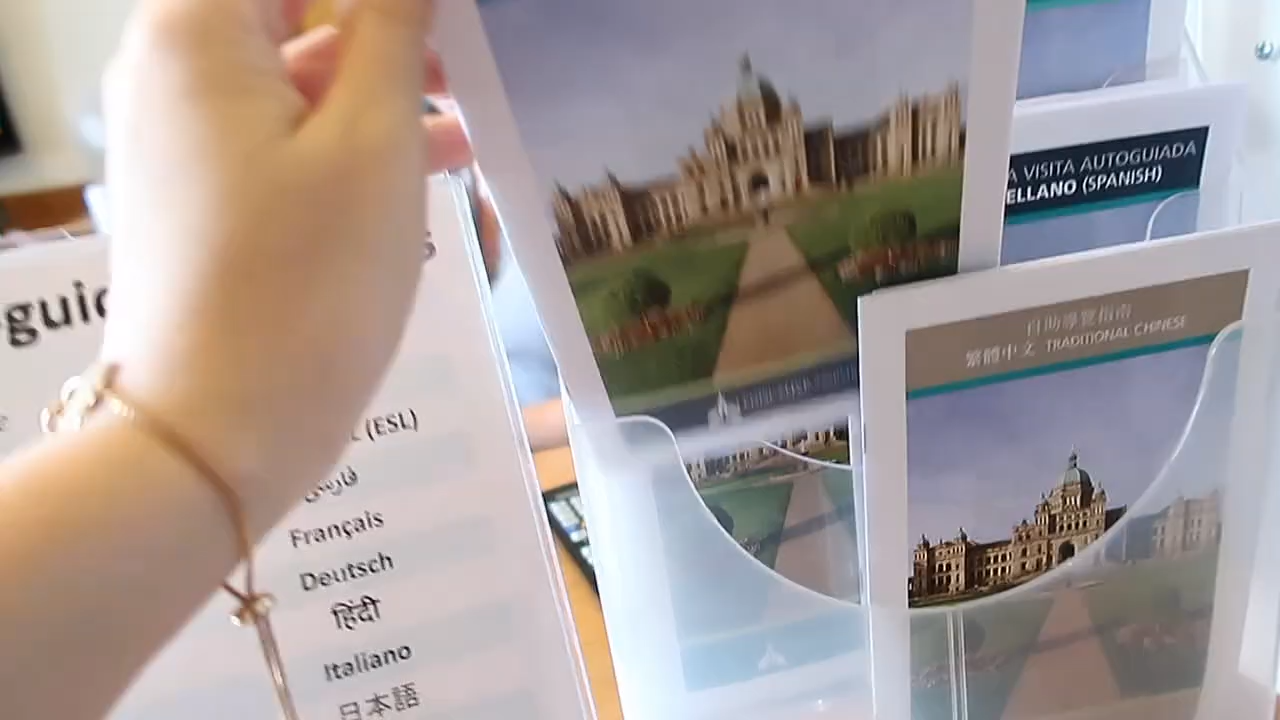 (ESL)
فارسی
Français
Deutsch
हिंदी
Italiano
日本語
A VISITA AUTOGUIADA
ELLANO (SPANISH)
自助導覽指南
繁體中文 TRADITIONAL CHINESE